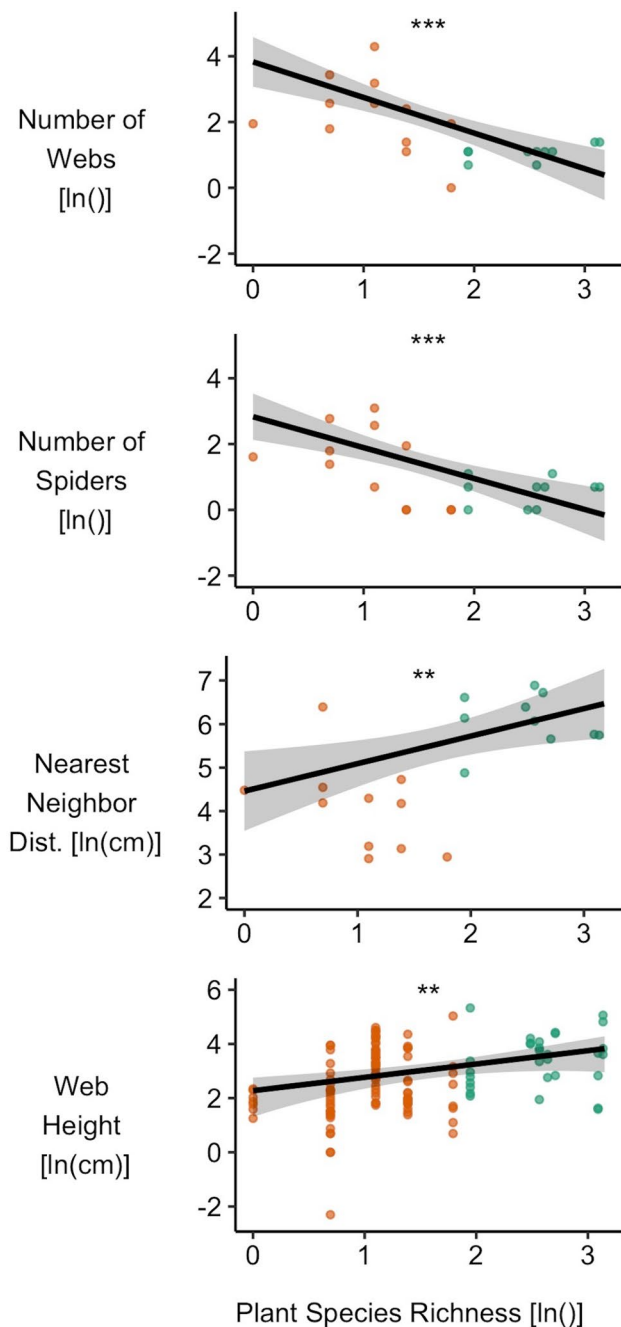 ***
4
2
0
-2
Number of
Webs
[ln()]
0 1 2 3
***
4
2
0
-2
Number of
Spiders
[ln()]
0 1 2 3
**
7
6
5
4
3
2
Nearest
Neighbor
Dist. [ln(cm)]
0 1 2 3
**
6
4
2
0
-2
Web
Height
[ln(cm)]
0 1 2 3
Plant Species Richness [ln()]